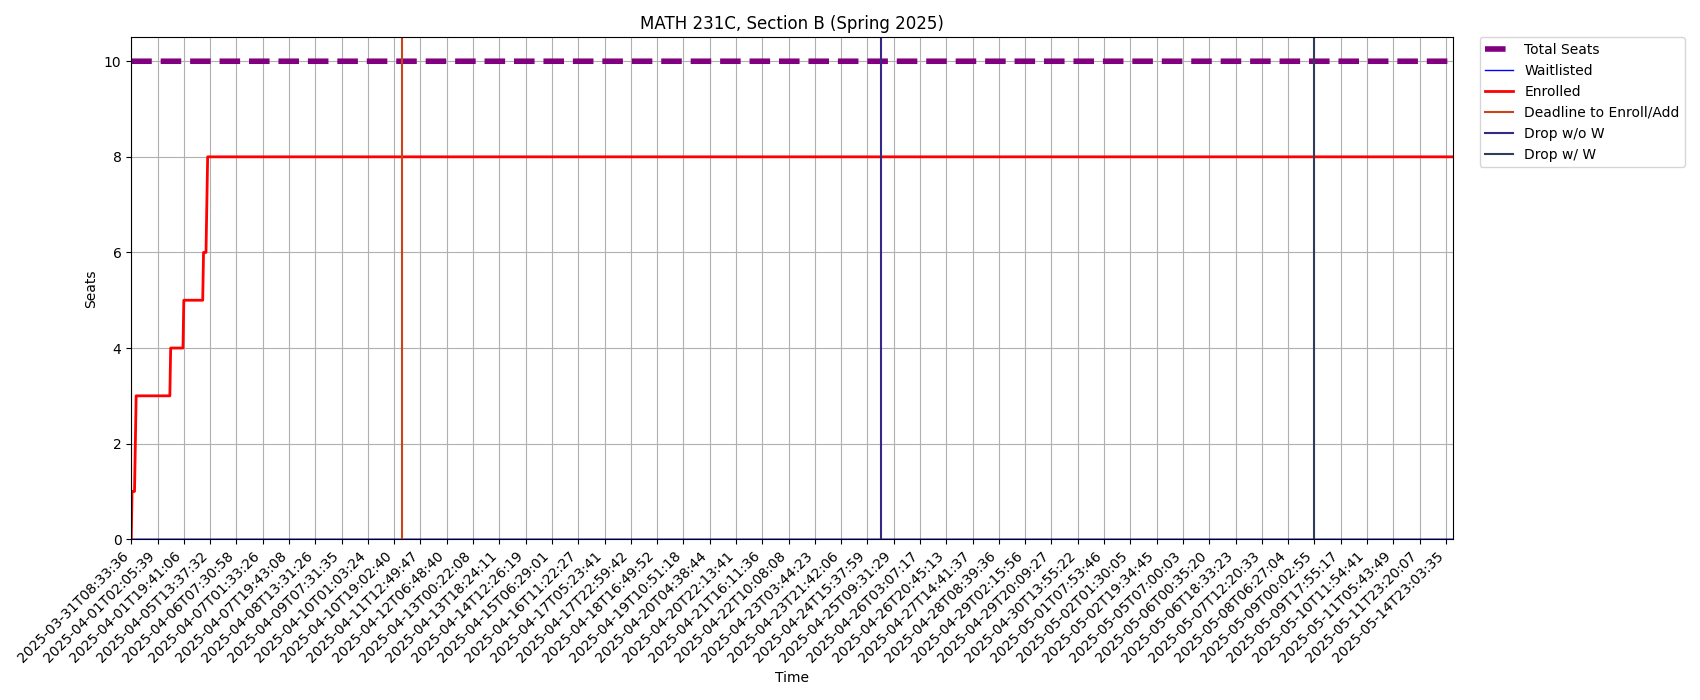 MATH 231C, Section B (Spring 2025)
Total Seats
Waitlisted
Enrolled
Deadline to Enroll/Add
Drop w/o W
Drop w/ W
Seats
10
8
6
4
2
0
2025-03-31T08:33:36
2025-04-01T02:05:39
2025-04-01T19:41:06
2025-04-05T13:37:32
2025-04-06T07:30:58
2025-04-07T01:33:26
2025-04-07T19:43:08
2025-04-08T13:31:26
2025-04-09T07:31:35
2025-04-10T01:03:24
2025-04-10T19:02:40
2025-04-11T12:49:47
2025-04-12T06:48:40
2025-04-13T00:22:08
2025-04-13T18:24:11
2025-04-14T12:26:19
2025-04-15T06:29:01
2025-04-16T11:22:27
2025-04-17T05:23:41
2025-04-17T22:59:42
2025-04-18T16:49:52
2025-04-19T10:51:18
2025-04-20T04:38:44
2025-04-20T22:13:41
2025-04-21T16:11:36
2025-04-22T10:08:08
2025-04-23T03:44:23
2025-04-23T21:42:06
2025-04-24T15:37:59
2025-04-25T09:31:29
2025-04-26T03:07:17
2025-04-26T20:45:13
2025-04-27T14:41:37
2025-04-28T08:39:36
2025-04-29T02:15:56
2025-04-29T20:09:27
2025-04-30T13:55:22
2025-05-01T07:53:46
2025-05-02T01:30:05
2025-05-02T19:34:45
2025-05-05T07:00:03
2025-05-06T00:35:20
2025-05-06T18:33:23
2025-05-07T12:20:33
2025-05-08T06:27:04
2025-05-09T00:02:55
2025-05-09T17:55:17
2025-05-10T11:54:41
2025-05-11T05:43:49
2025-05-11T23:20:07
2025-05-14T23:03:35
Time